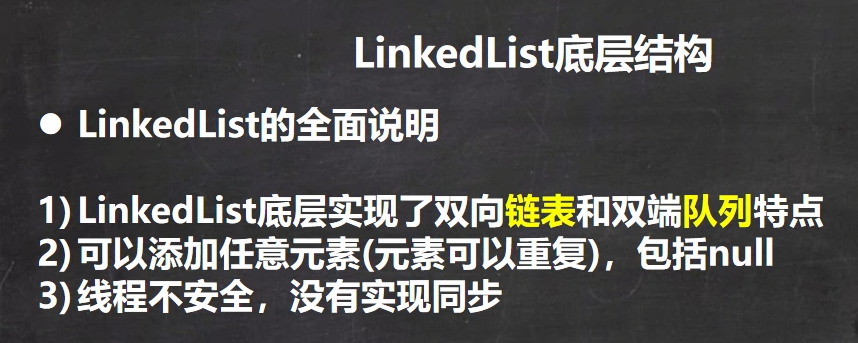 LinkedList底层结构
● LinkedList的全面说明
1) LinkedList底层实现了双向链表和双端队列特点
2) 可以添加任意元素(元素可以重复)，包括null
3) 线程不安全，没有实现同步